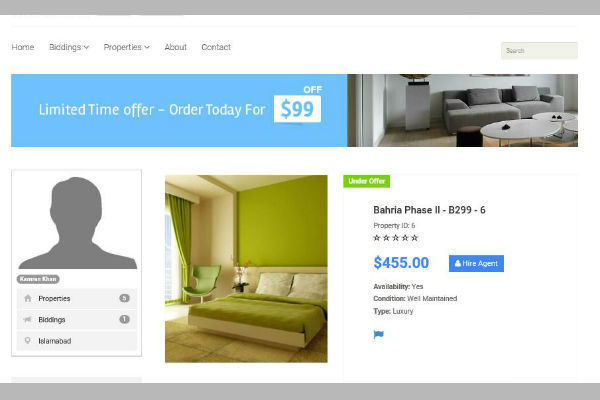 Home Biddings Properties About Contact
Search
OFF
Limited Time offer - Order Today For $99
Kamran Khan
Properties 5
Biddings 1
Islamabad
Under Offer
Bahria Phase II - B299 - 6
Property ID: 6
$455.00 Hire Agent
Availability: Yes
Condition: Well Maintained
Type: Luxury